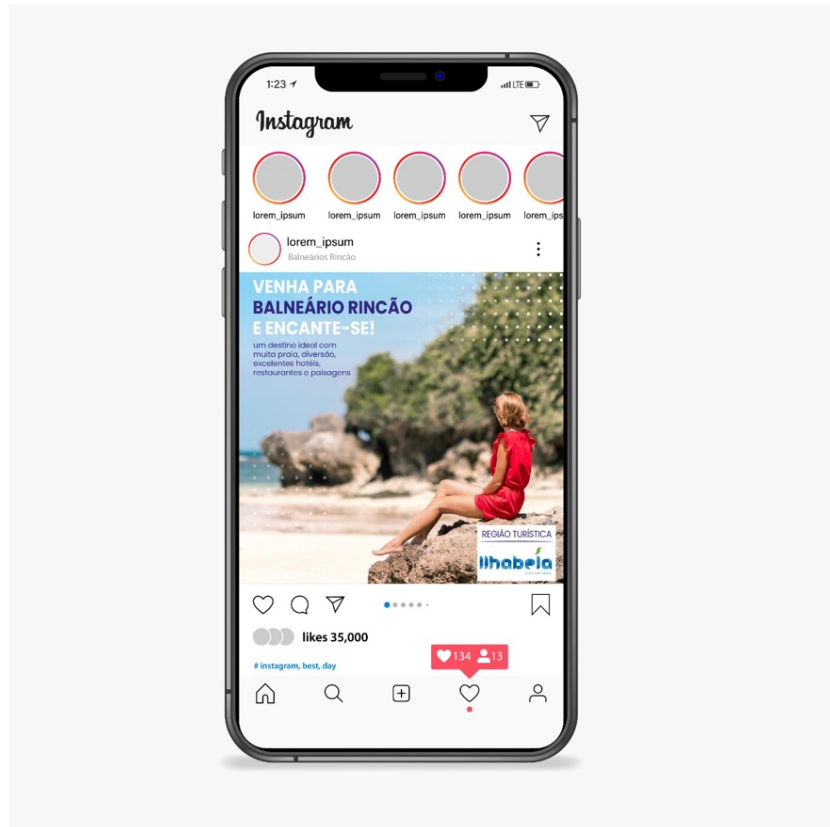 1:23
LTE
Instagram
lorem_ipsum lorem_ipsum lorem_ipsum lorem_ipsum lorem_ips
lorem_ipsum
Balneários Rincão
VENHA PARA
BALNEÁRIO RINCÃO
E ENCANTE-SE!
um destino ideal com
muita praia, diversão,
excelentes hotéis,
restaurantes e paisagens
REGIÃO TURÍSTICA
Ilhabela
likes 35,000
134 13
# instagram, best, day